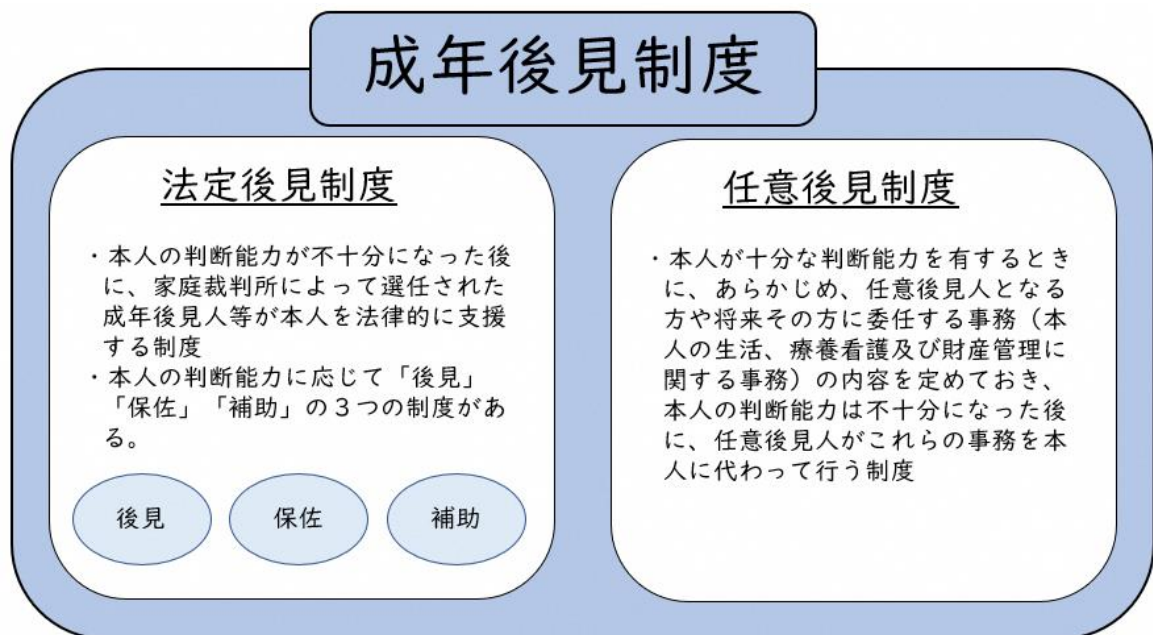 成年後見制度
法定後見制度
・本人の判断能力が不十分になった後
に、家庭裁判所によって選任された
成年後見人等が本人を法律的に支援
する制度
・本人の判断能力に応じて「後見」
「保佐」「補助」の３つの制度があ
る。
後見
保佐
補助
任意後見制度
・本人が十分な判断能力を有するとき
に、あらかじめ、任意後見人となる
方や将来その方に委任する事務（本
人の生活、療養看護及び財産管理に
関する事務）の内容を定めておき、
本人の判断能力は不十分になった後
に、任意後見人がこれらの事務を本
人に代わって行う制度